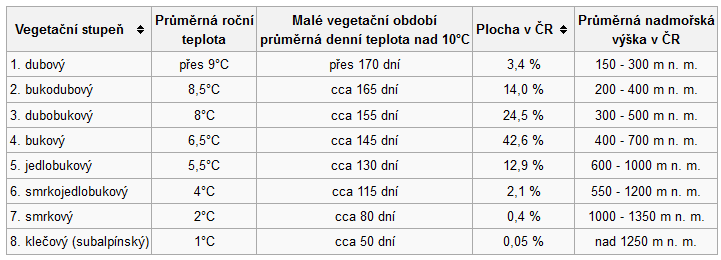 Vegetační stupeň Průměrná roční teplota Malé vegetační období průměrná denní teplota nad 10°C Plocha v ČR Průměrná nadmořská výška v ČR
1. dubový přes 9°C přes 170 dní 3,4 % 150 - 300 m n. m.
2. bukodubový 8,5°C cca 165 dní 14,0 % 200 - 400 m n. m.
3. dubobukový 8°C cca 155 dní 24,5 % 300 - 500 m n. m.
4. bukový 6,5°C cca 145 dní 42,6 % 400 - 700 m n. m.
5. jedlobukový 5,5°C cca 130 dní 12,9 % 600 - 1000 m n. m.
6. smrkojedlobukový 4°C cca 115 dní 2,1 % 550 - 1200 m n. m.
7. smrkový 2°C cca 80 dní 0,4 % 1000 - 1350 m n. m.
8. klečový (subalpínský) 1°C cca 50 dní 0,05 % nad 1250 m n. m.